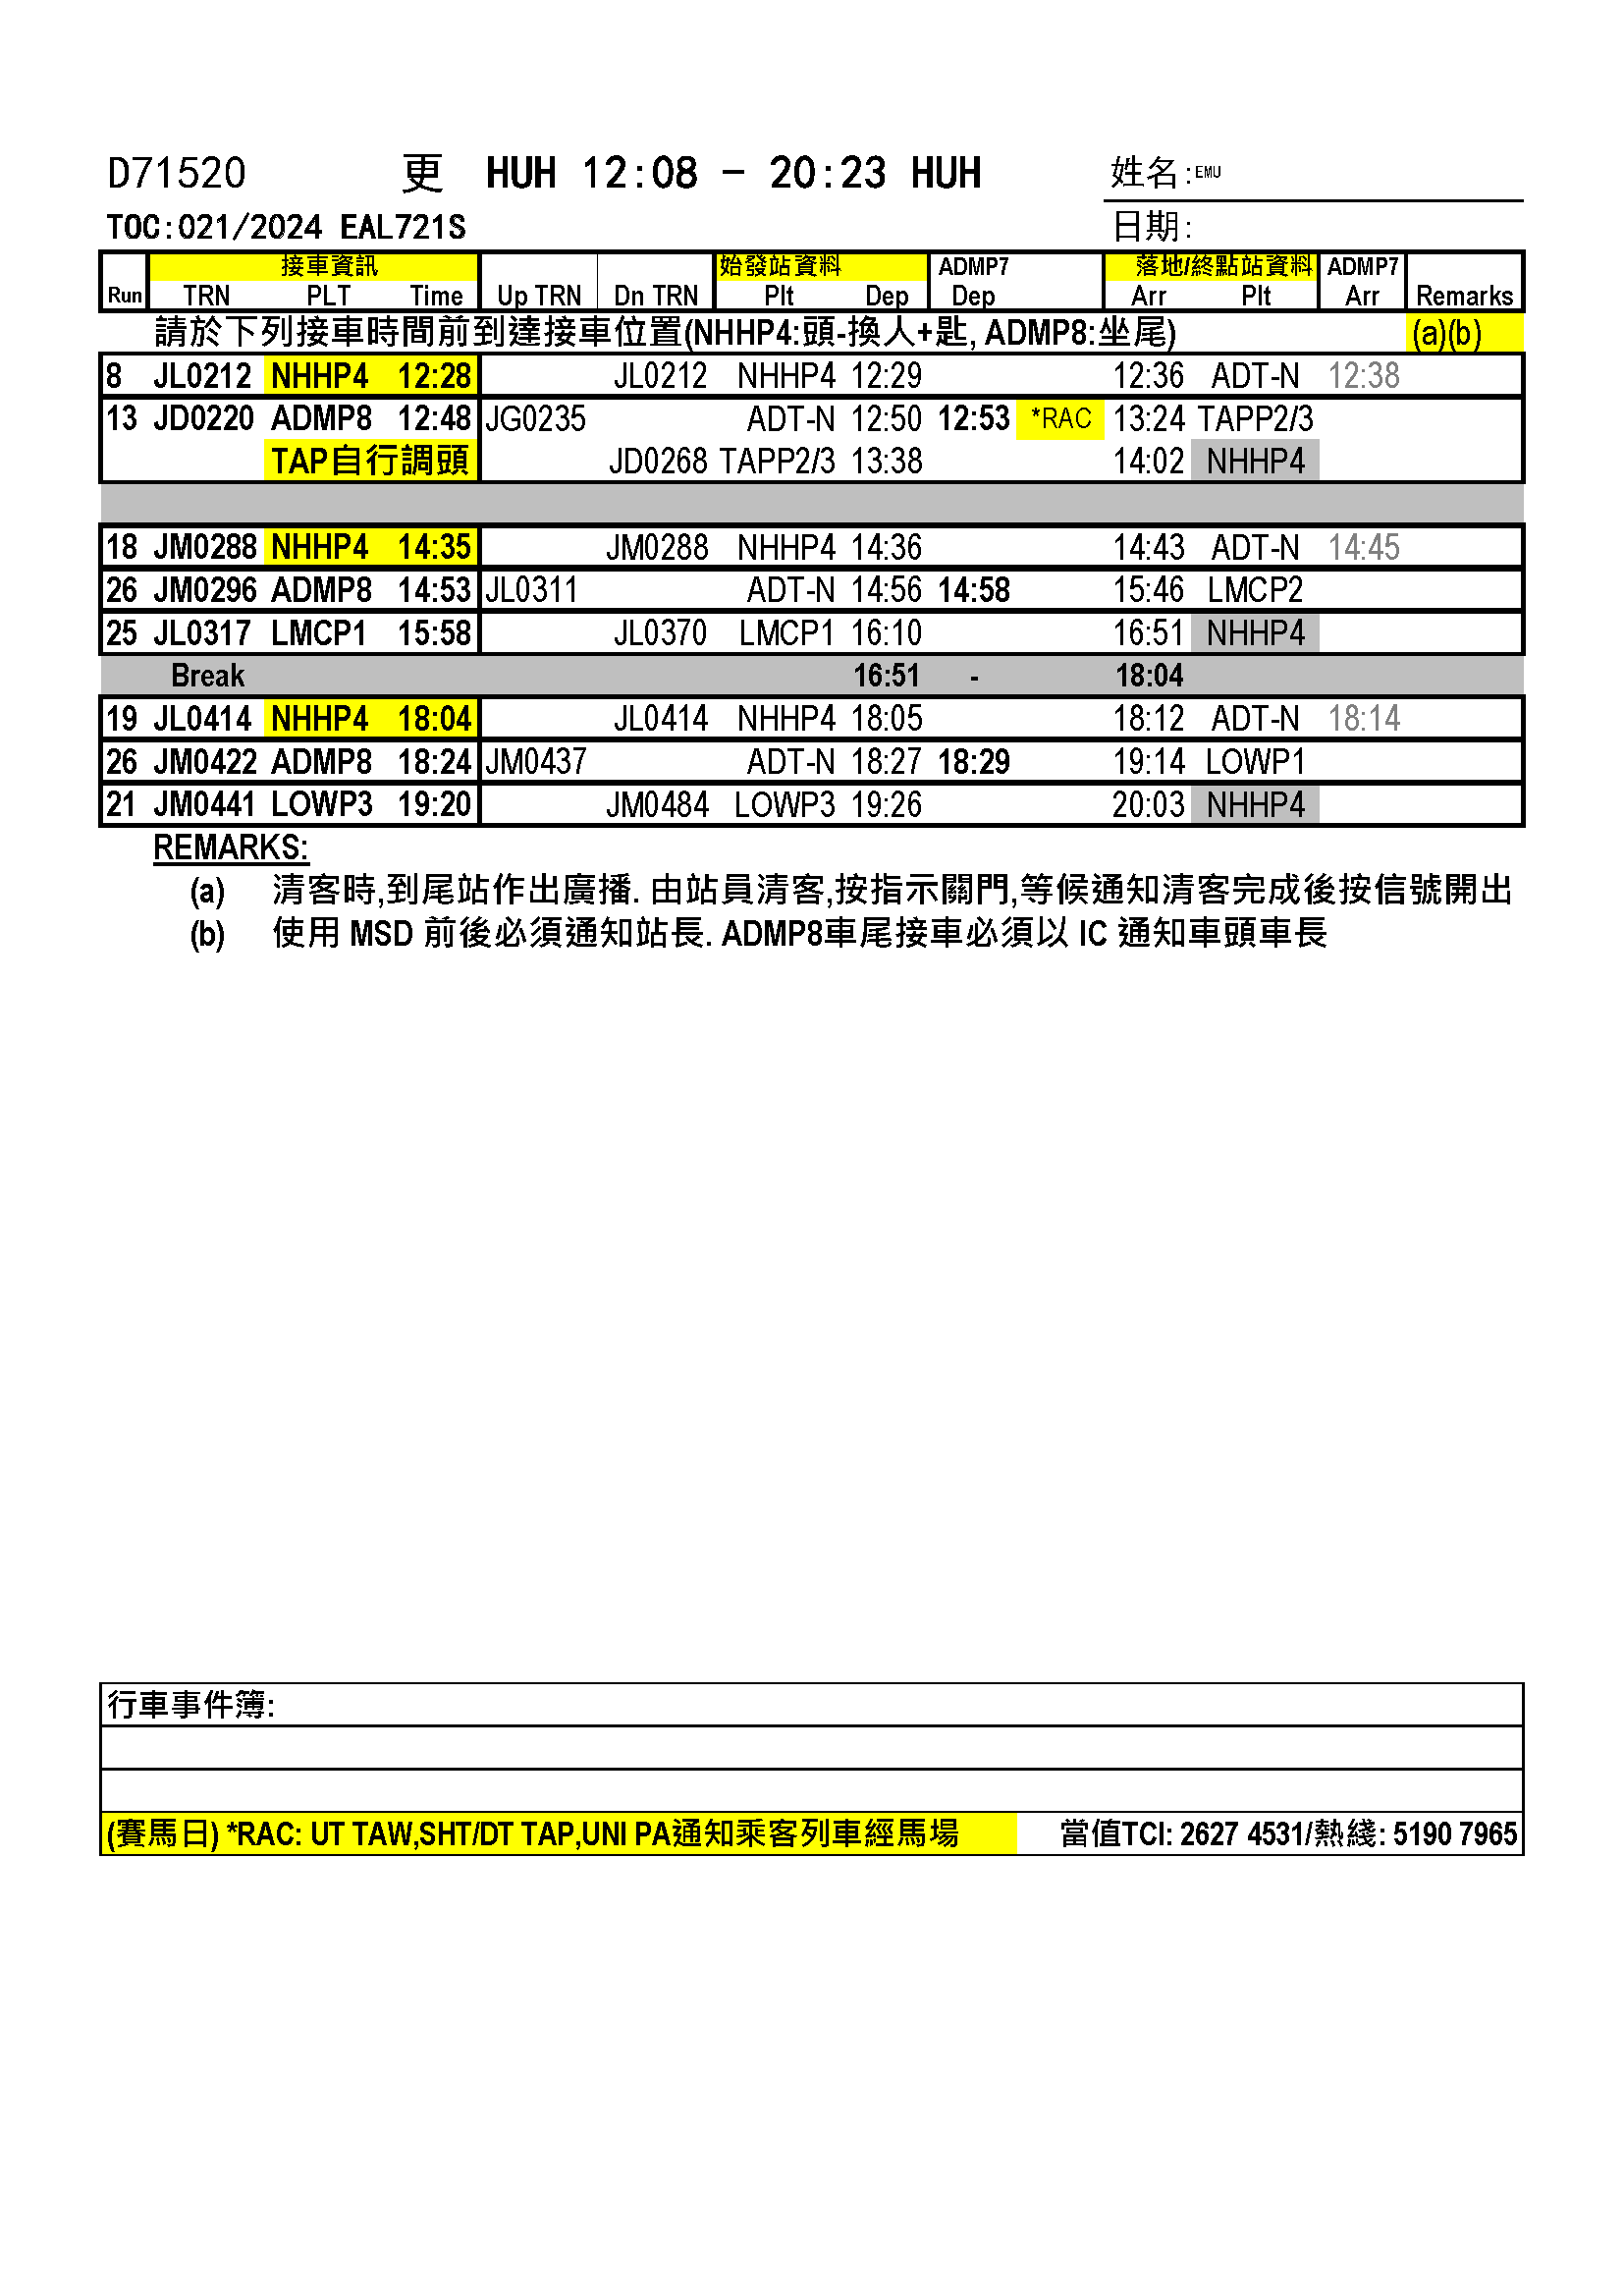 D71520 更 HUH 12:08 - 20:23 HUH 姓名:EMU
TOC:021/2024 EAL721S 日期:
接車資訊 始發站資料 ADMP7 落地/終點站資料 ADMP7
Run TRN PLT Time Up TRN Dn TRN Plt Dep Dep Arr Plt Arr Remarks
請於下列接車時間前到達接車位置(NHHP4:頭-換人+匙, ADMP8:坐尾) (a)(b)
8 JL0212 NHHP4 12:28 JL0212 NHHP4 12:29 12:36 ADT-N 12:38
13 JD0220 ADMP8 12:48 JG0235 ADT-N 12:50 12:53 *RAC 13:24 TAPP2/3
TAP自行調頭 JD0268 TAPP2/3 13:38 14:02 NHHP4
18 JM0288 NHHP4 14:35 JM0288 NHHP4 14:36 14:43 ADT-N 14:45
26 JM0296 ADMP8 14:53 JL0311 ADT-N 14:56 14:58 15:46 LMCP2
25 JL0317 LMCP1 15:58 JL0370 LMCP1 16:10 16:51 NHHP4
Break 16:51 - 18:04
19 JL0414 NHHP4 18:04 JL0414 NHHP4 18:05 18:12 ADT-N 18:14
26 JM0422 ADMP8 18:24 JM0437 ADT-N 18:27 18:29 19:14 LOWP1
21 JM0441 LOWP3 19:20 JM0484 LOWP3 19:26 20:03 NHHP4
REMARKS:
(a) 清客時,到尾站作出廣播. 由站員清客,按指示關門,等候通知清客完成後按信號開出
(b) 使用 MSD 前後必須通知站長. ADMP8車尾接車必須以 IC 通知車頭車長
行車事件簿:
(賽馬日) *RAC: UT TAW,SHT/DT TAP,UNI PA通知乘客列車經馬場 當值TCI: 2627 4531/熱綫: 5190 7965